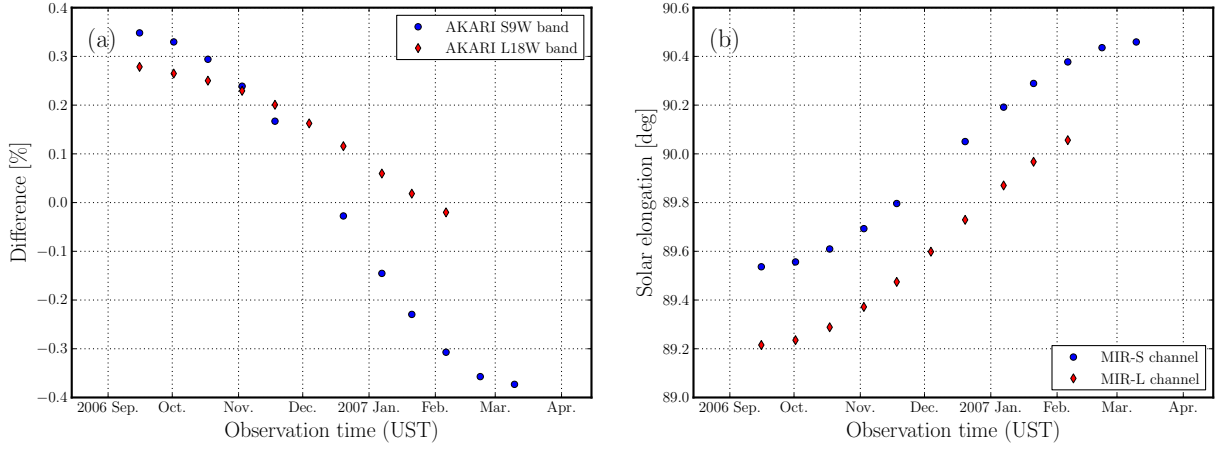 (a)
AKARI S9W band
AKARI L18W band
0.4
0.3
0.2
0.1
0.0
−0.1
−0.2
−0.3
−0.4
Difference [%]
2006 Sep. Oct. Nov. Dec. 2007 Jan. Feb. Mar. Apr.
Observation time (UST)
(b)
90.6
90.4
90.2
90.0
89.8
89.6
89.4
89.2
89.0
Solar elongation [deg]
MIR-S channel
MIR-L channel
2006 Sep. Oct. Nov. Dec. 2007 Jan. Feb. Mar. Apr.
Observation time (UST)